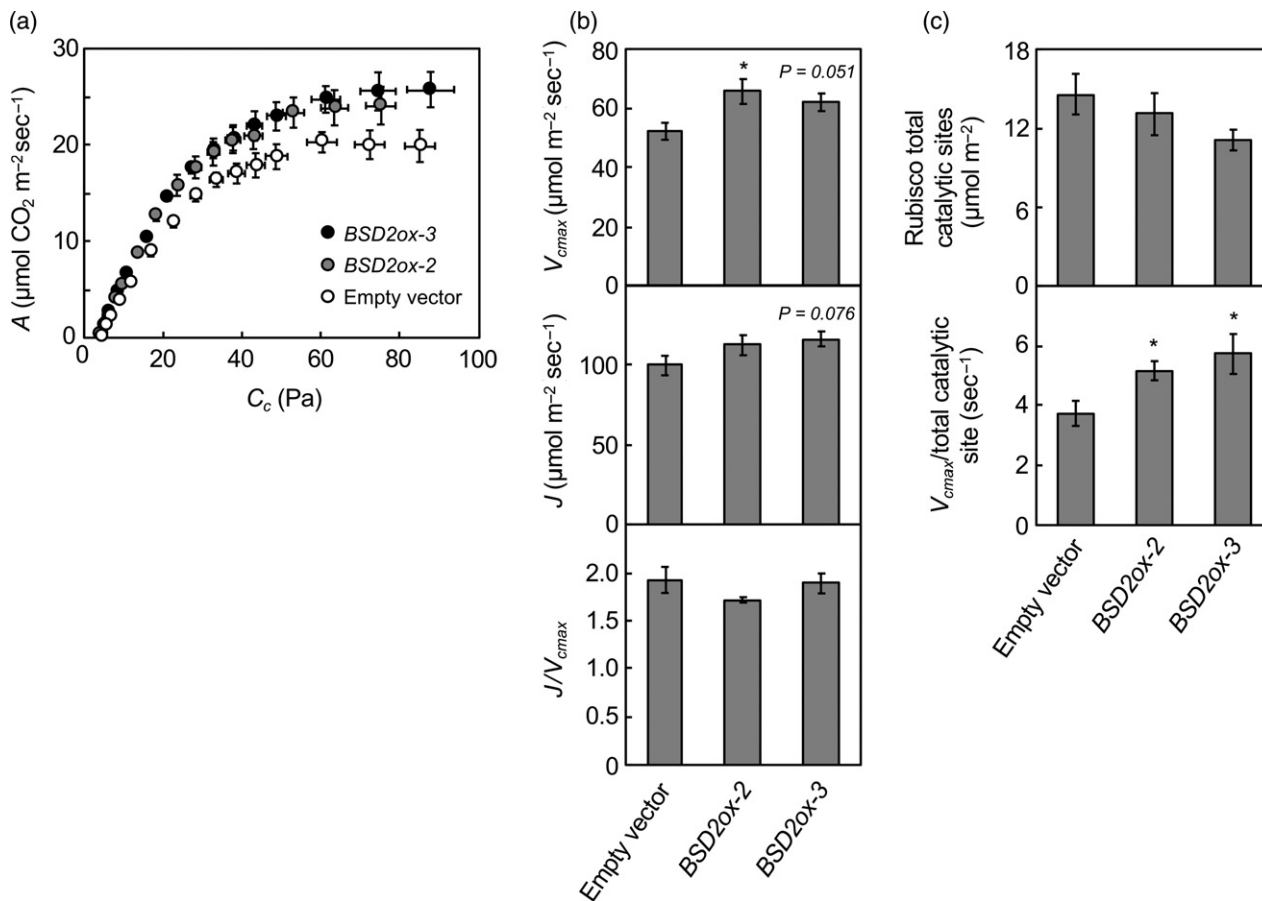 (a)
30
20
10
0
A (μmol CO₂ m⁻² sec⁻¹)
BSD2ox-3
BSD2ox-2
Empty vector
0 20 40 60 80 100
C꜀ (Pa)
(b)
80
60
40
20
0
V꜀ₘₐₓ (μmol m⁻² sec⁻¹)
*
P = 0.051
100
50
0
J (μmol m⁻² sec⁻¹)
P = 0.076
2.0
1.5
1.0
0.5
0
J/V꜀ₘₐₓ
Empty vector
BSD2ox-2
BSD2ox-3
(c)
18
12
6
0
Rubisco total
catalytic sites
(μmol m⁻²)
8
6
4
2
0
V꜀ₘₐₓ/total catalytic
site (sec⁻¹)
*
*
Empty vector
BSD2ox-2
BSD2ox-3